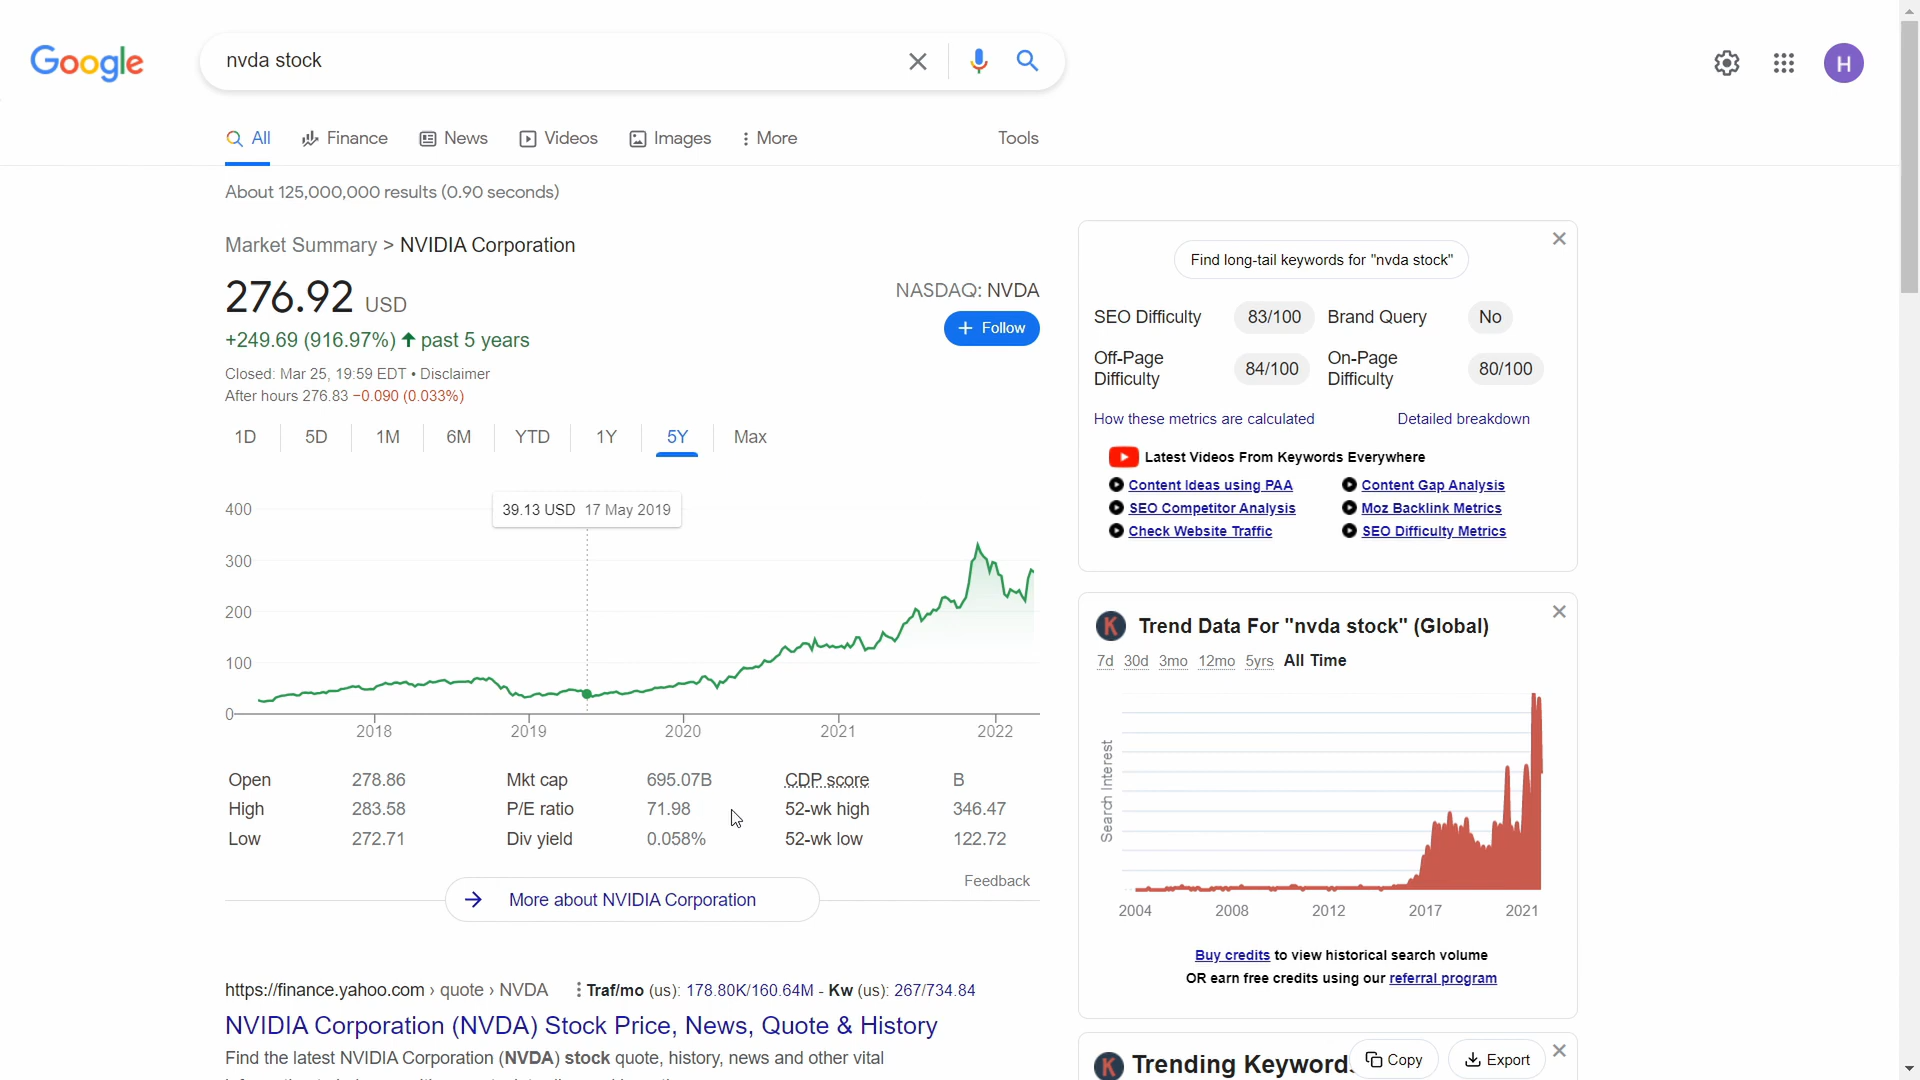 Google
nvda stock
H
All Finance News Videos Images More Tools
About 125,000,000 results (0.90 seconds)
Market Summary > NVIDIA Corporation
276.92 USD
NASDAQ: NVDA
+ Follow
+249.69 (916.97%) past 5 years
Closed: Mar 25, 19:59 EDT • Disclaimer
After hours 276.83 −0.090 (0.033%)
1D 5D 1M 6M YTD 1Y 5Y Max
39.13 USD 17 May 2019
400
300
200
100
0
2018 2019 2020 2021 2022
Open 278.86 Mkt cap 695.07B CDP score B
High 283.58 P/E ratio 71.98 52-wk high 346.47
Low 272.71 Div yield 0.058% 52-wk low 122.72
Feedback
More about NVIDIA Corporation
https://finance.yahoo.com › quote › NVDA Traf/mo (us): 178.80K/160.64M - Kw (us): 267/734.84
NVIDIA Corporation (NVDA) Stock Price, News, Quote & History
Find the latest NVIDIA Corporation (NVDA) stock quote, history, news and other vital
Find long-tail keywords for "nvda stock"
SEO Difficulty 83/100 Brand Query No
Off-Page Difficulty 84/100 On-Page Difficulty 80/100
How these metrics are calculated Detailed breakdown
Latest Videos From Keywords Everywhere
Content Ideas using PAA Content Gap Analysis
SEO Competitor Analysis Moz Backlink Metrics
Check Website Traffic SEO Difficulty Metrics
K Trend Data For "nvda stock" (Global)
7d 30d 3mo 12mo 5yrs All Time
Search Interest
2004 2008 2012 2017 2021
Buy credits to view historical search volume
OR earn free credits using our referral program
K Trending Keywords Copy Export